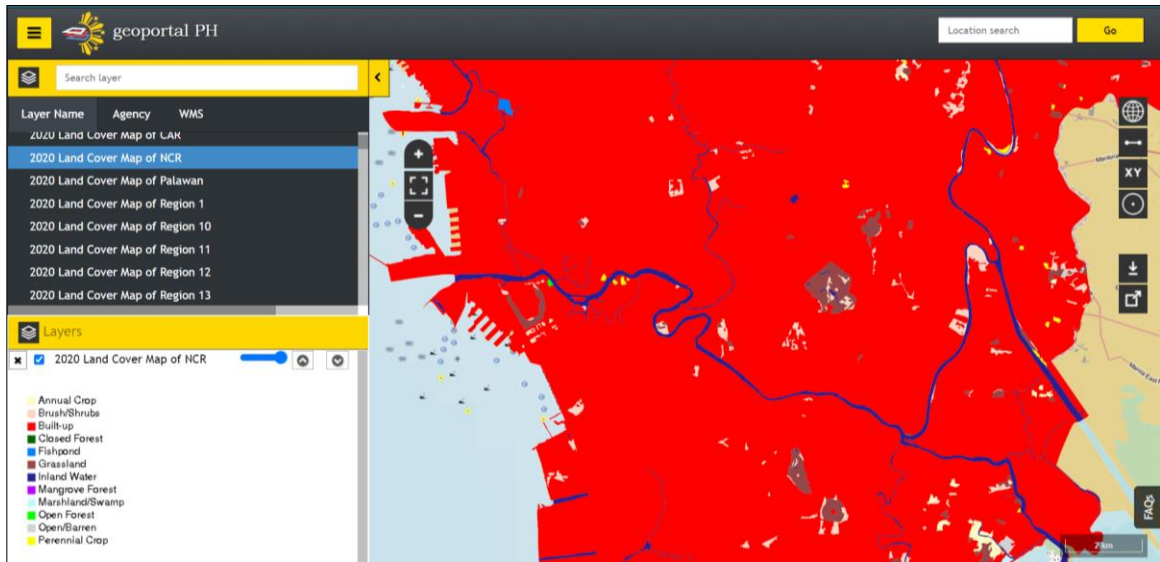 geoportal PH
Location search
Go
Search layer
Layer Name
Agency
WMS
2020 Land Cover Map of CAR
2020 Land Cover Map of NCR
2020 Land Cover Map of Palawan
2020 Land Cover Map of Region 1
2020 Land Cover Map of Region 10
2020 Land Cover Map of Region 11
2020 Land Cover Map of Region 12
2020 Land Cover Map of Region 13
Layers
2020 Land Cover Map of NCR
Annual Crop
Brush/Shrubs
Built-up
Closed Forest
Fishpond
Grassland
Inland Water
Mangrove Forest
Marshland/Swamp
Open Forest
Open/Barren
Perennial Crop
XY
FAQs
2 km